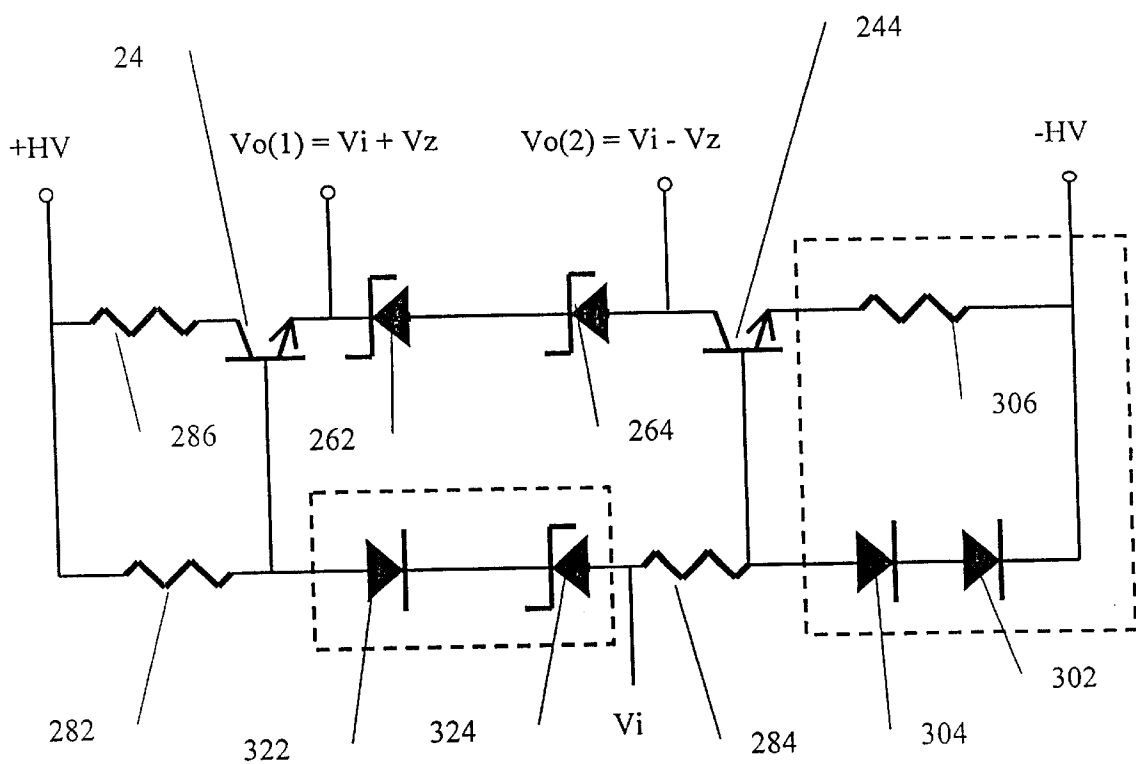 244
24
+HV
Vo(1) = Vi + Vz
Vo(2) = Vi - Vz
-HV
286
262
264
306
282
322
324
Vi
284
304
302